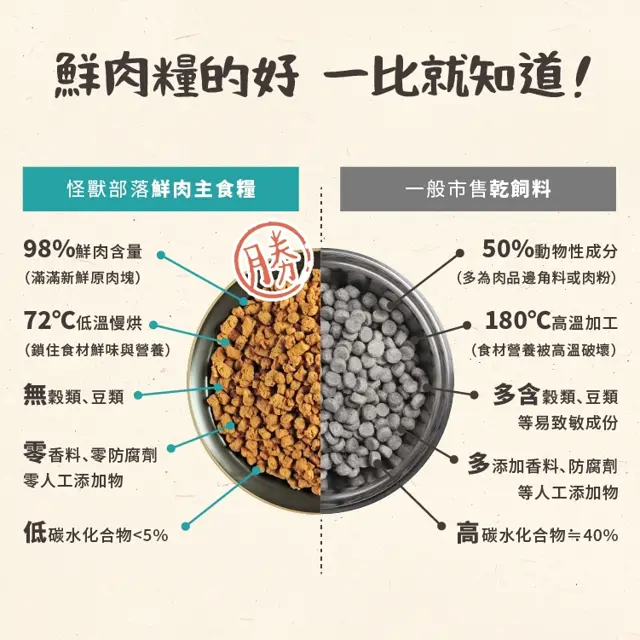 鮮肉糧的好 一比就知道!
怪獸部落鮮肉主食糧
勝
98%鮮肉含量
(滿滿新鮮原肉塊)
72℃低溫慢烘
(鎖住食材鮮味與營養)
無穀類、豆類
零香料、零防腐劑
零人工添加物
低碳水化合物<5%
一般市售乾飼料
50%動物性成分
(多為肉品邊角料或肉粉)
180℃高溫加工
(食材營養被高溫破壞)
多含穀類、豆類
等易致敏成份
多添加香料、防腐劑
等人工添加物
高碳水化合物≒40%